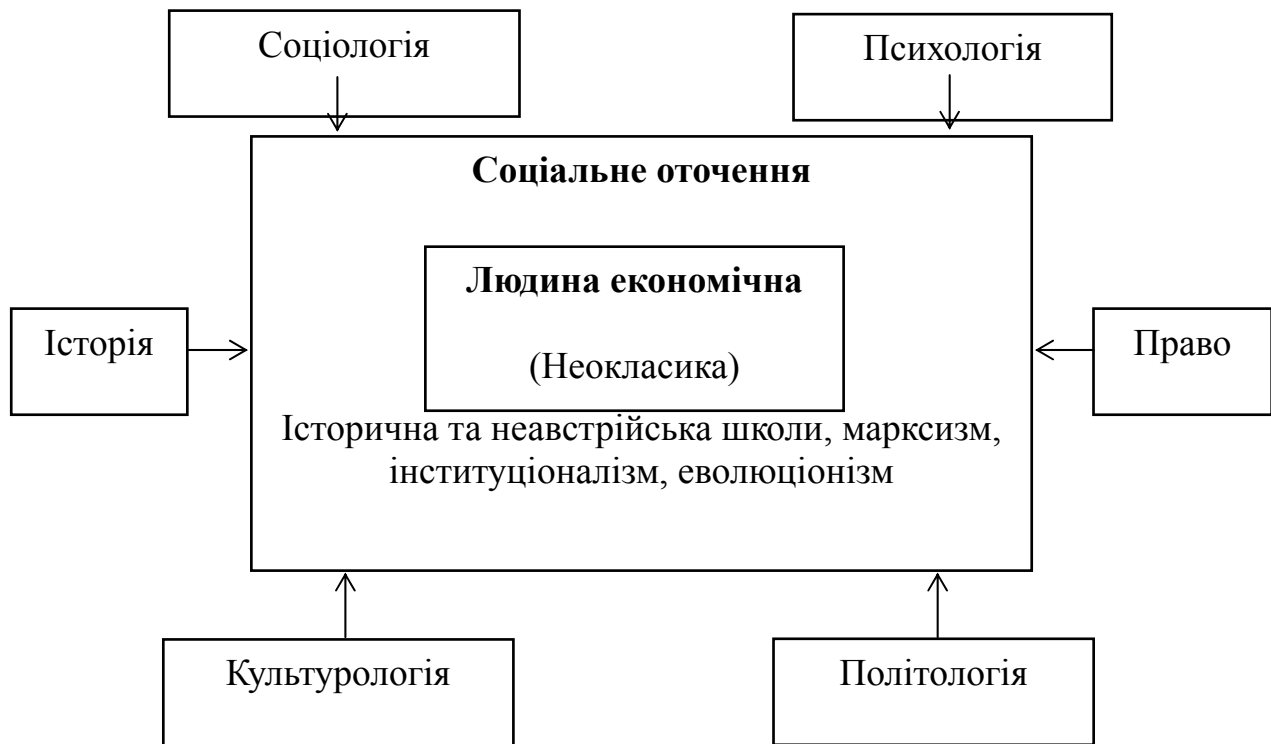 Соціологія
Психологія
Соціальне оточення
Людина економічна
(Неокласика)
Історія
Право
Історична та неавстрійська школи, марксизм,
інституціоналізм, еволюціонізм
Культурологія
Політологія